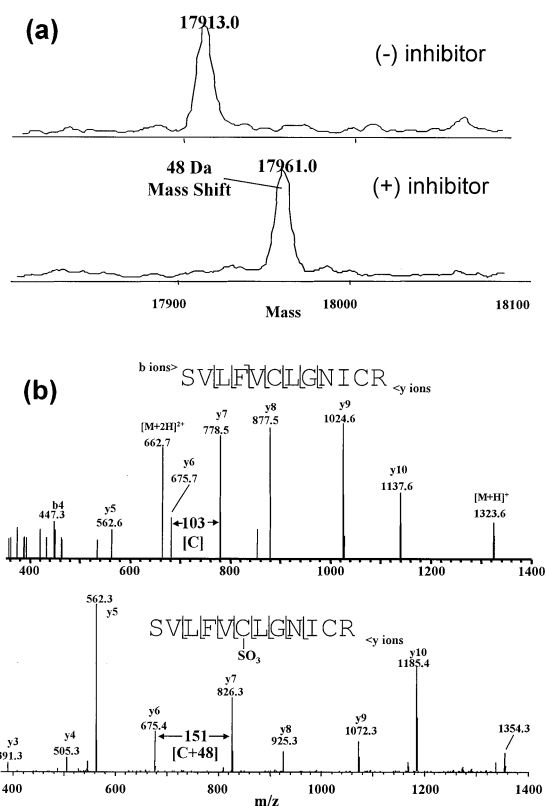 (a)
17913.0
(-) inhibitor
48 Da
Mass Shift
17961.0
(+) inhibitor
17900 18000 18100
Mass
(b)
b ions> SVLFVCLGNICR <y ions
[M+2H]2+
662.7
y6
675.7
y7
778.5
y8
877.5
y9
1024.6
y10
1137.6
[M+H]+
1323.6
b4
447.3
y5
562.6
103
[C]
400 600 800 1000 1200 1400
562.3
y5
SVLFVCLGNICR <y ions
SO3
y3
391.3
y4
505.3
y6
675.4
151
[C+48]
y7
826.3
y8
925.3
y9
1072.3
y10
1185.4
1354.3
400 600 800 1000 1200 1400
m/z